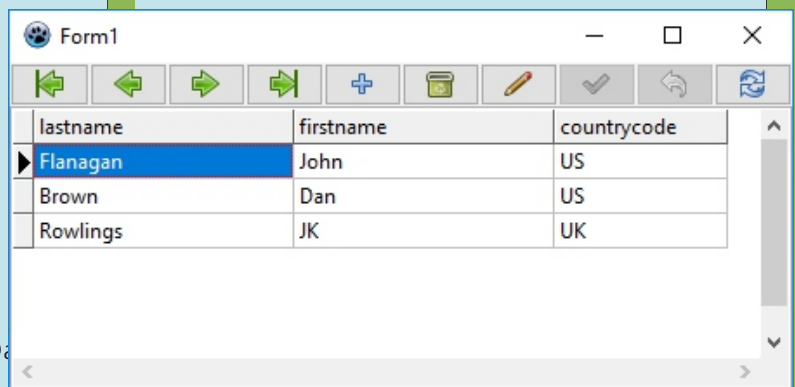 Form1
lastname firstname countrycode
Flanagan John US
Brown Dan US
Rowlings JK UK